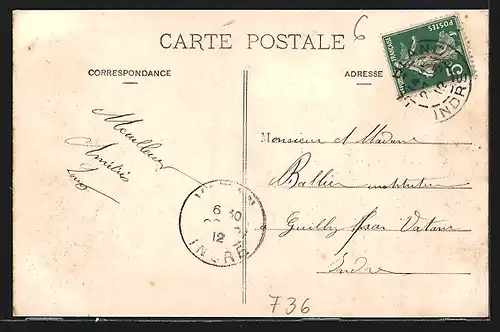 6
CARTE POSTALE
CORRESPONDANCE
ADRESSE
POSTES
5
INDRE
Meilleures
Amitiés
Monsieur et Madame
Ballier instituteur
à Guilly par Vatan
Indre
6 30
12
INDRE
736